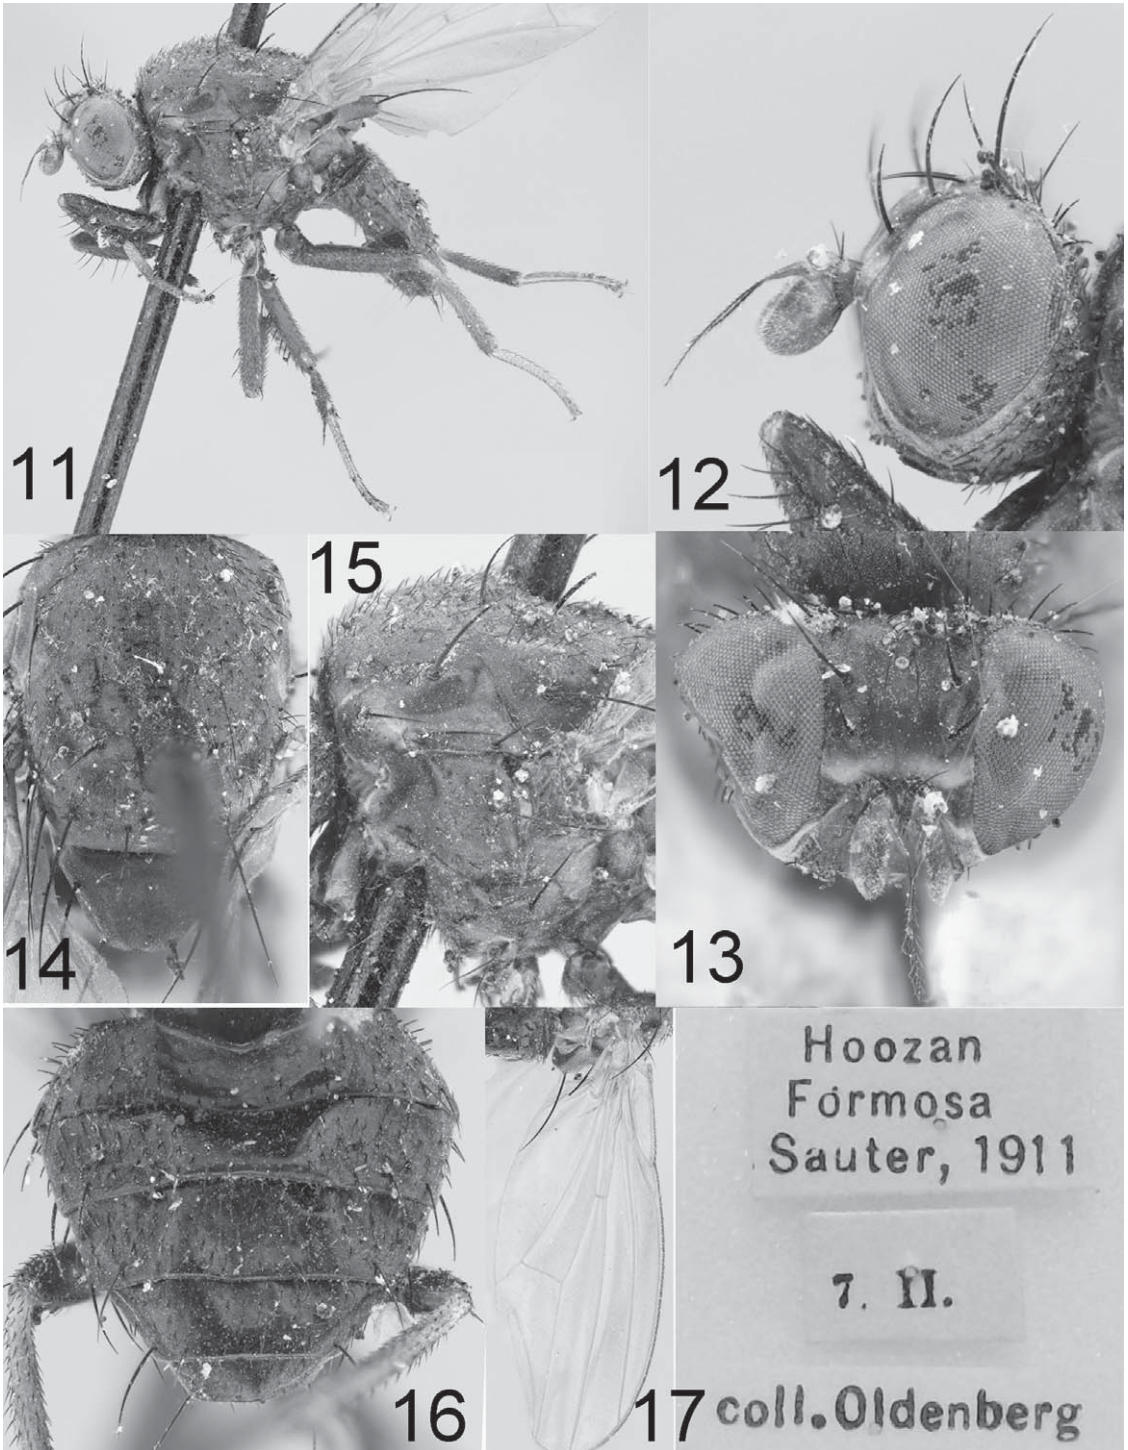 11
12
15
14
13
16
17
Hoozan
Formosa
Sauter, 1911
7. II.
coll. Oldenberg